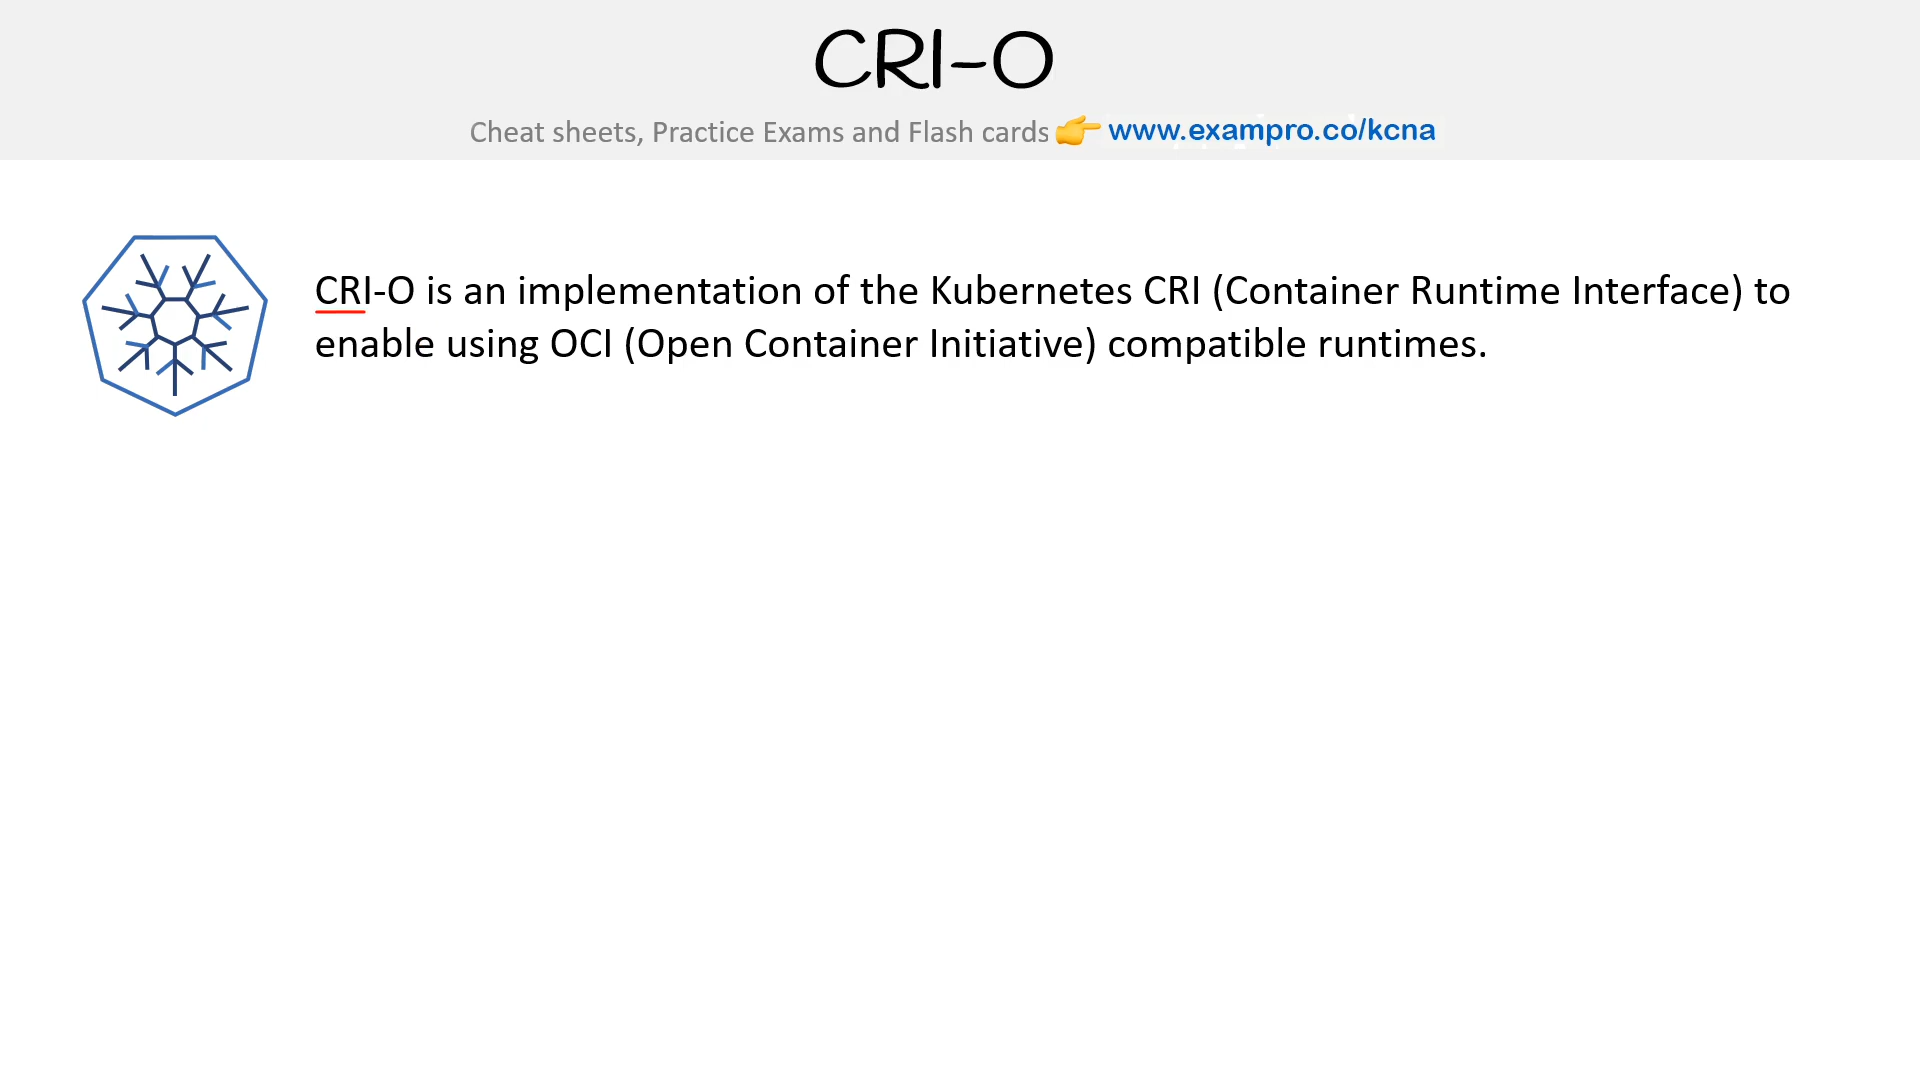 CRI-O
Cheat sheets, Practice Exams and Flash cards 👉 www.exampro.co/kcna
CRI-O is an implementation of the Kubernetes CRI (Container Runtime Interface) to
enable using OCI (Open Container Initiative) compatible runtimes.